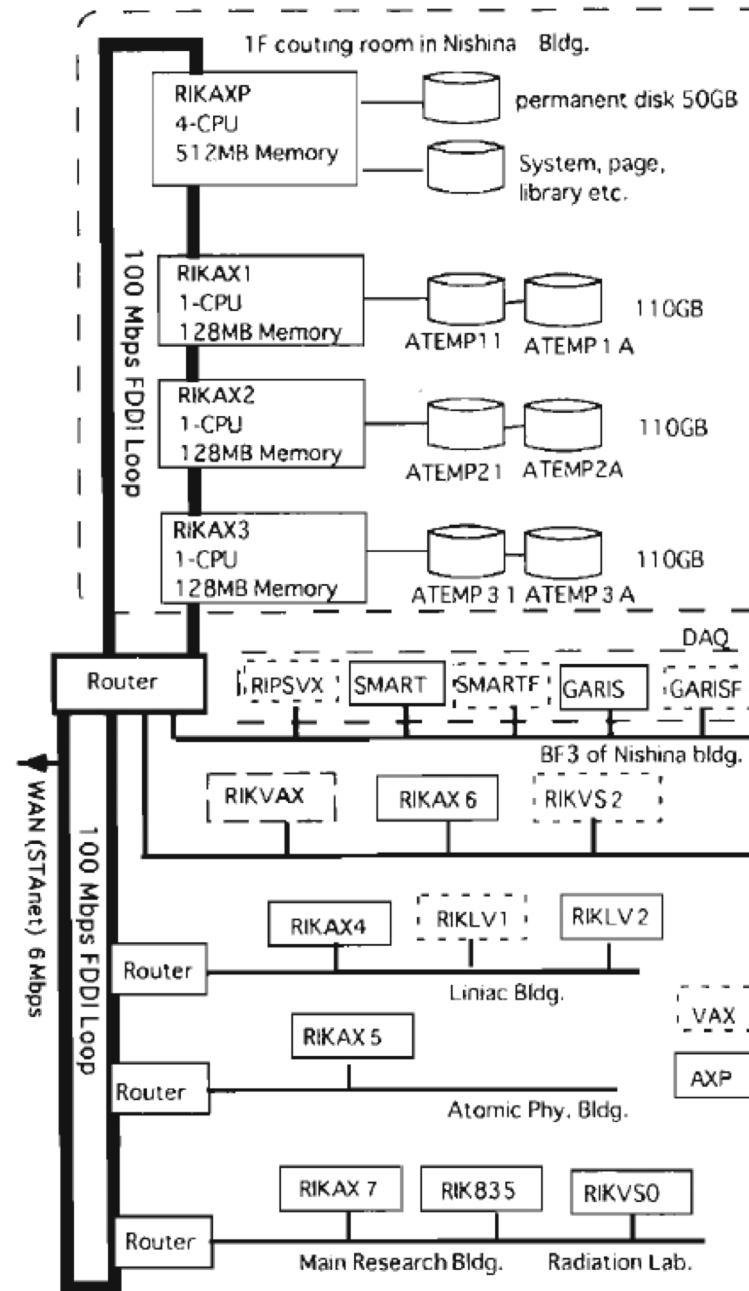 1F couting room in Nishina Bldg.
RIKAXP
4-CPU
512MB Memory
permanent disk 50GB
System, page,
library etc.
100 Mbps FDDI Loop
RIKAX1
1-CPU
128MB Memory
ATEMP11
ATEMP1A
110GB
RIKAX2
1-CPU
128MB Memory
ATEMP21
ATEMP2A
110GB
RIKAX3
1-CPU
128MB Memory
ATEMP31
ATEMP3A
110GB
DAQ
Router
RIPSVX
SMART
SMARTF
GARIS
GARISF
BF3 of Nishina bldg.
WAN (STAnet) 6 Mbps
100 Mbps FDDI Loop
RIKVAX
RIKAX6
RIKVS2
Router
RIKAX4
RIKLV1
RIKLV2
Liniac Bldg.
VAX
Router
RIKAX5
Atomic Phy. Bldg.
AXP
Router
RIKAX7
RIK835
RIKVS0
Main Research Bldg.
Radiation Lab.